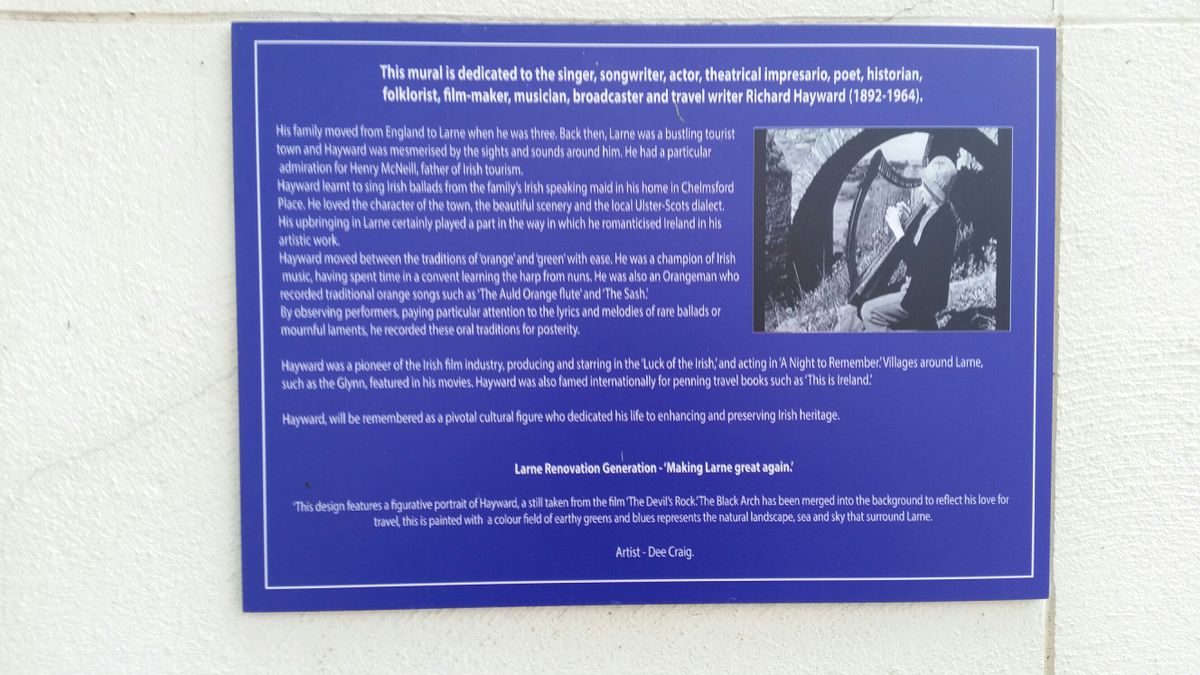 This mural is dedicated to the singer, songwriter, actor, theatrical impresario, poet, historian,
folklorist, film-maker, musician, broadcaster and travel writer Richard Hayward (1892-1964).
His family moved from England to Larne when he was three. Back then, Larne was a bustling tourist
town and Hayward was mesmerised by the sights and sounds around him. He had a particular
admiration for Henry McNeill, father of Irish tourism.
Hayward learnt to sing Irish ballads from the family's Irish speaking maid in his home in Chelmsford
Place. He loved the character of the town, the beautiful scenery and the local Ulster-Scots dialect.
His upbringing in Larne certainly played a part in the way in which he romanticised Ireland in his
artistic work.
Hayward moved between the traditions of 'orange' and 'green' with ease. He was a champion of Irish
music, having spent time in a convent learning the harp from nuns. He was also an Orangeman who
recorded traditional orange songs such as 'The Auld Orange flute' and 'The Sash.'
By observing performers, paying particular attention to the lyrics and melodies of rare ballads or
mournful laments, he recorded these oral traditions for posterity.
Hayward was a pioneer of the Irish film industry, producing and starring in the 'Luck of the Irish,' and acting in 'A Night to Remember.' Villages around Larne,
such as the Glynn, featured in his movies. Hayward was also famed internationally for penning travel books such as 'This is Ireland.'
Hayward, will be remembered as a pivotal cultural figure who dedicated his life to enhancing and preserving Irish heritage.
Larne Renovation Generation - 'Making Larne great again.'
'This design features a figurative portrait of Hayward, a still taken from the film 'The Devil's Rock.' The Black Arch has been merged into the background to reflect his love for
travel, this is painted with a colour field of earthy greens and blues represents the natural landscape, sea and sky that surround Larne.
Artist - Dee Craig.